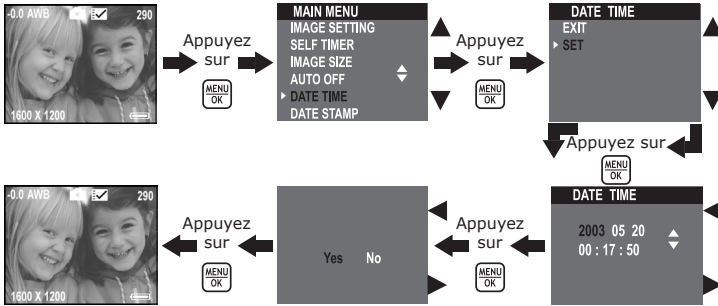 -0.0 AWB 290
1600 X 1200
Appuyez
sur
MENU
OK
MAIN MENU
IMAGE SETTING
SELF TIMER
IMAGE SIZE
AUTO OFF
DATE TIME
DATE STAMP
Appuyez
sur
MENU
OK
DATE TIME
EXIT
SET
Appuyez sur
MENU
OK
DATE TIME
2003 05 20
00 : 17 : 50
Appuyez
sur
MENU
OK
Yes No
Appuyez
sur
MENU
OK
-0.0 AWB 290
1600 X 1200